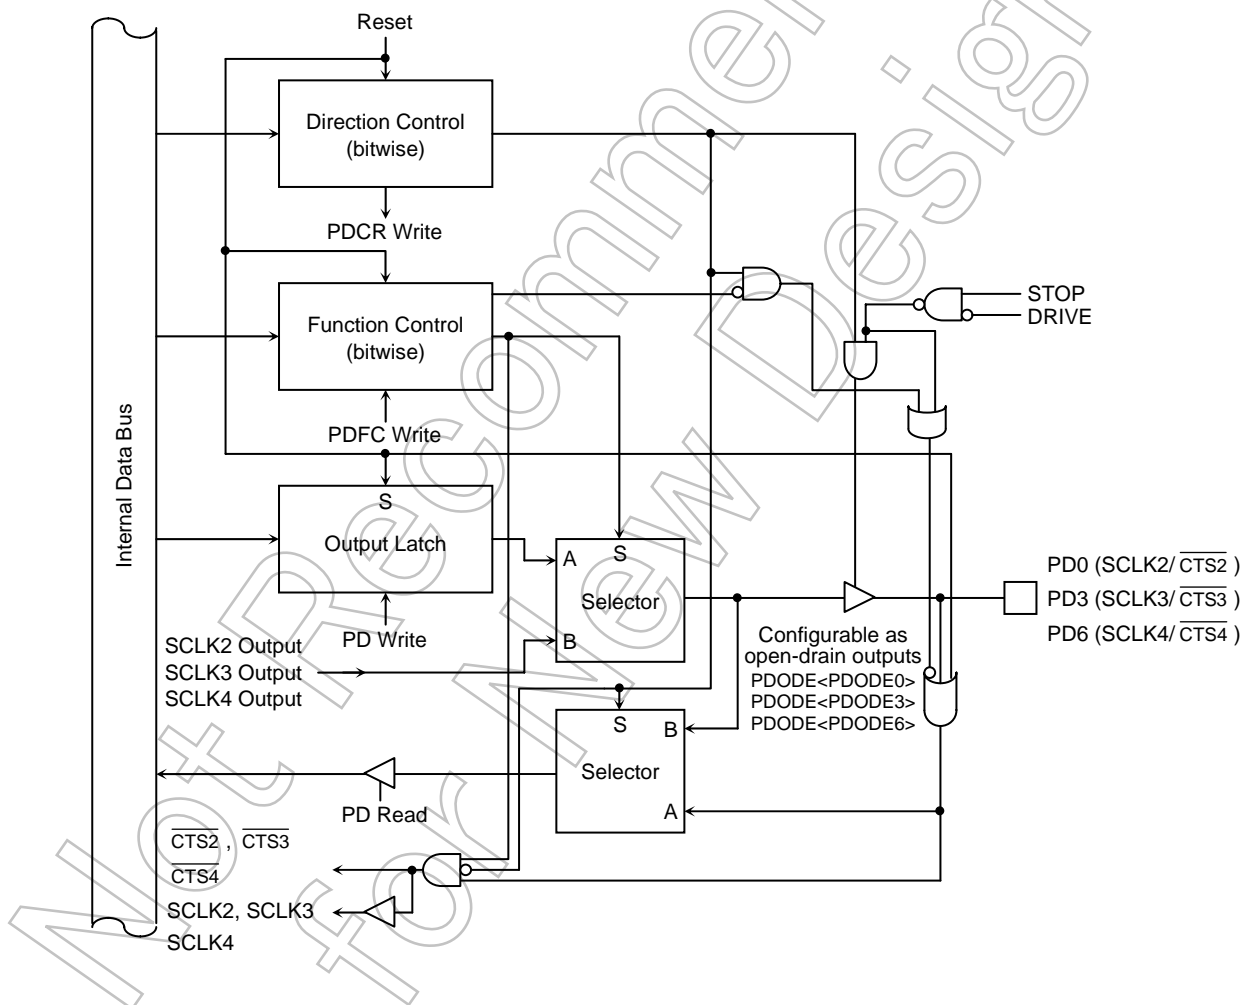 Reset
Direction Control
(bitwise)
PDCR Write
Function Control
(bitwise)
PDFC Write
STOP
DRIVE
Internal Data Bus
S
Output Latch
PD Write
A
S
Selector
B
SCLK2 Output
SCLK3 Output
SCLK4 Output
PD0 (SCLK2/ CTS2 )
PD3 (SCLK3/ CTS3 )
PD6 (SCLK4/ CTS4 )
Configurable as
open-drain outputs
PDODE<PDODE0>
PDODE<PDODE3>
PDODE<PDODE6>
S
B
Selector
A
PD Read
CTS2 , CTS3
CTS4
SCLK2, SCLK3
SCLK4
Not Recommen
for New Desig